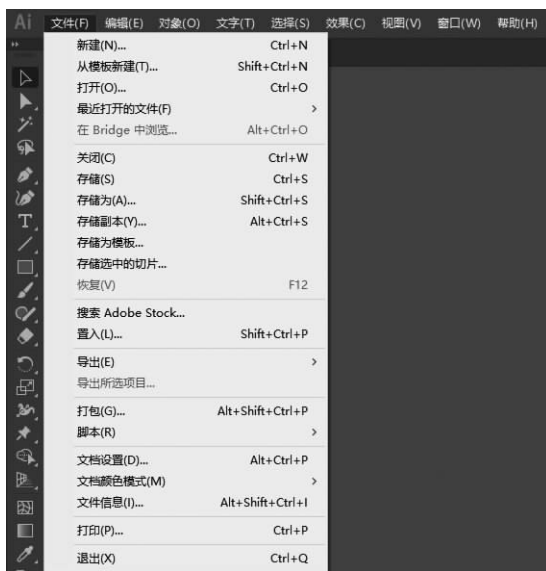 Ai 文件(F) 编辑(E) 对象(O) 文字(T) 选择(S) 效果(C) 视图(V) 窗口(W) 帮助(H)
新建(N)... Ctrl+N
从模板新建(T)... Shift+Ctrl+N
打开(O)... Ctrl+O
最近打开的文件(F) >
在 Bridge 中浏览... Alt+Ctrl+O
关闭(C) Ctrl+W
存储(S) Ctrl+S
存储为(A)... Shift+Ctrl+S
存储副本(Y)... Alt+Ctrl+S
存储为模板...
存储选中的切片...
恢复(V) F12
搜索 Adobe Stock...
置入(L)... Shift+Ctrl+P
导出(E) >
导出所选项目...
打包(G)... Alt+Shift+Ctrl+P
脚本(R) >
文档设置(D)... Alt+Ctrl+P
文档颜色模式(M) >
文件信息(I)... Alt+Shift+Ctrl+I
打印(P)... Ctrl+P
退出(X) Ctrl+Q